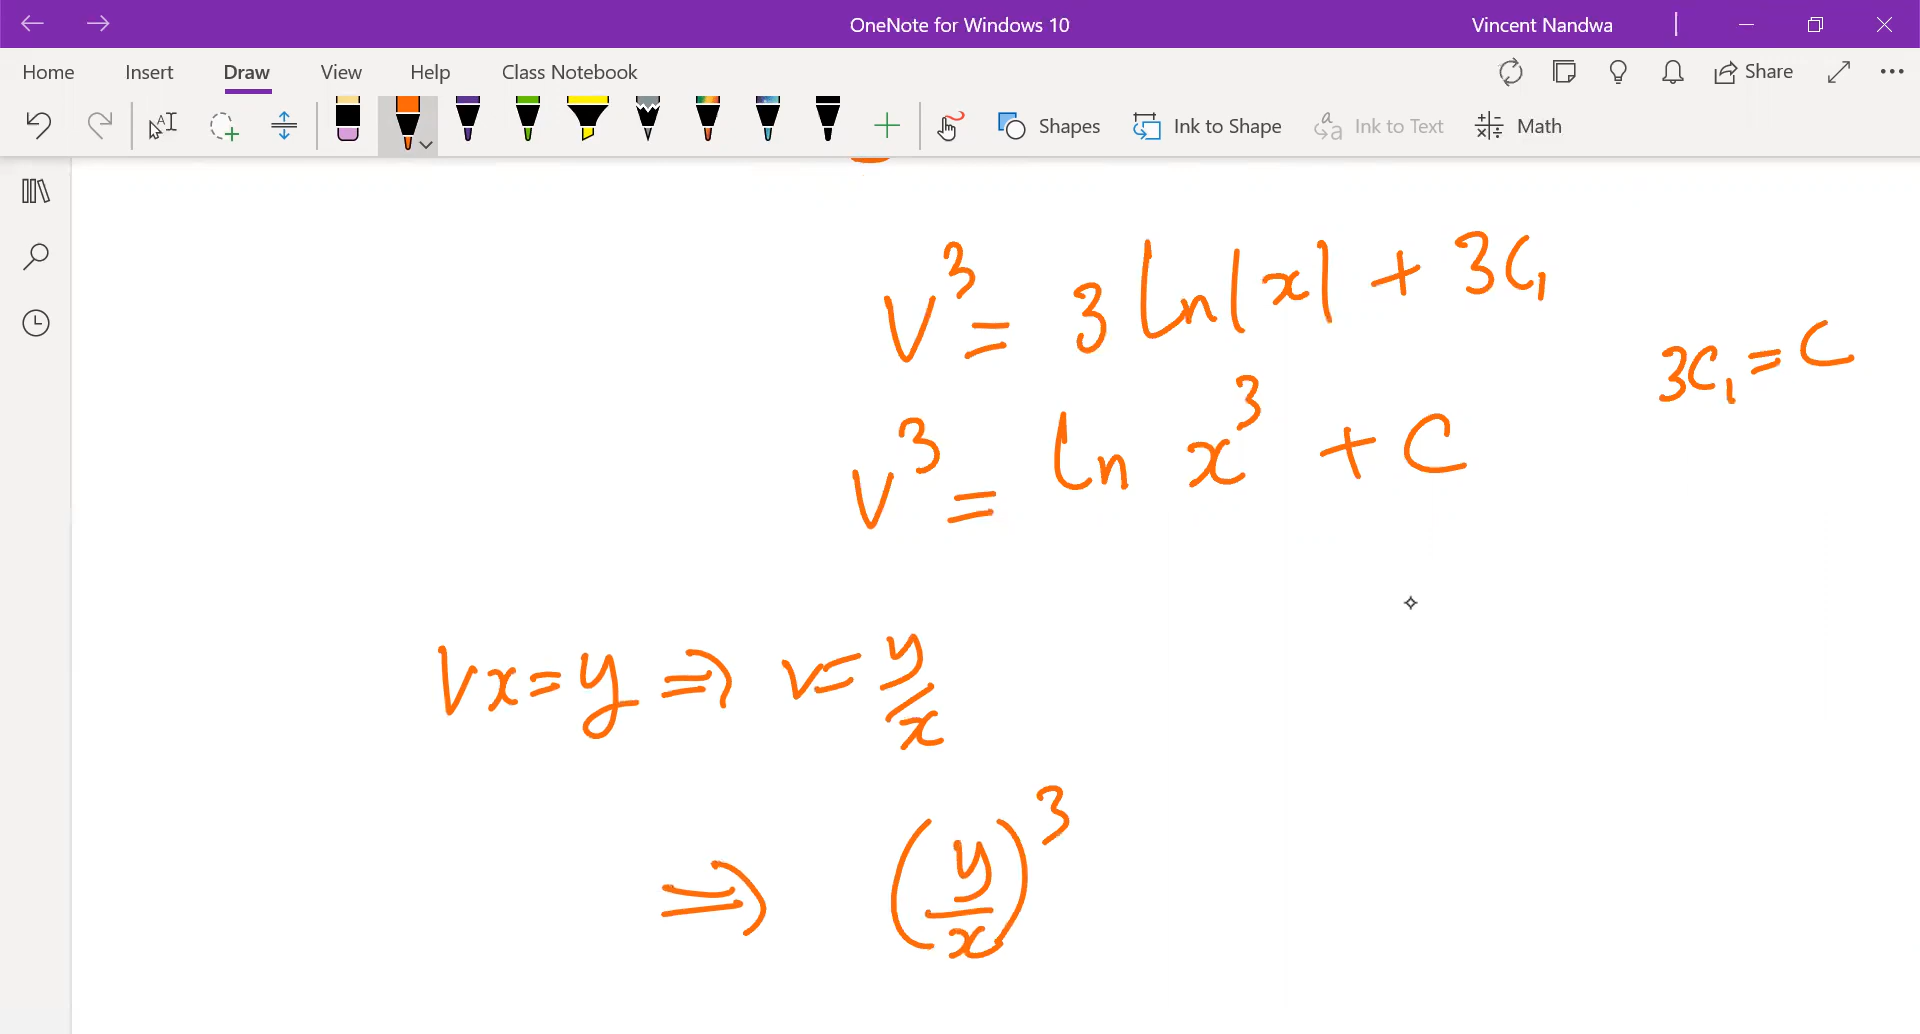 OneNote for Windows 10
Vincent Nandwa
Home Insert Draw View Help Class Notebook Share
Shapes Ink to Shape Ink to Text Math
V³ = 3 ln|x| + 3C₁
3C₁ = C
V³ = ln x³ + C
Vx = y ⇒ v = y/x
⇒ (y/x)³